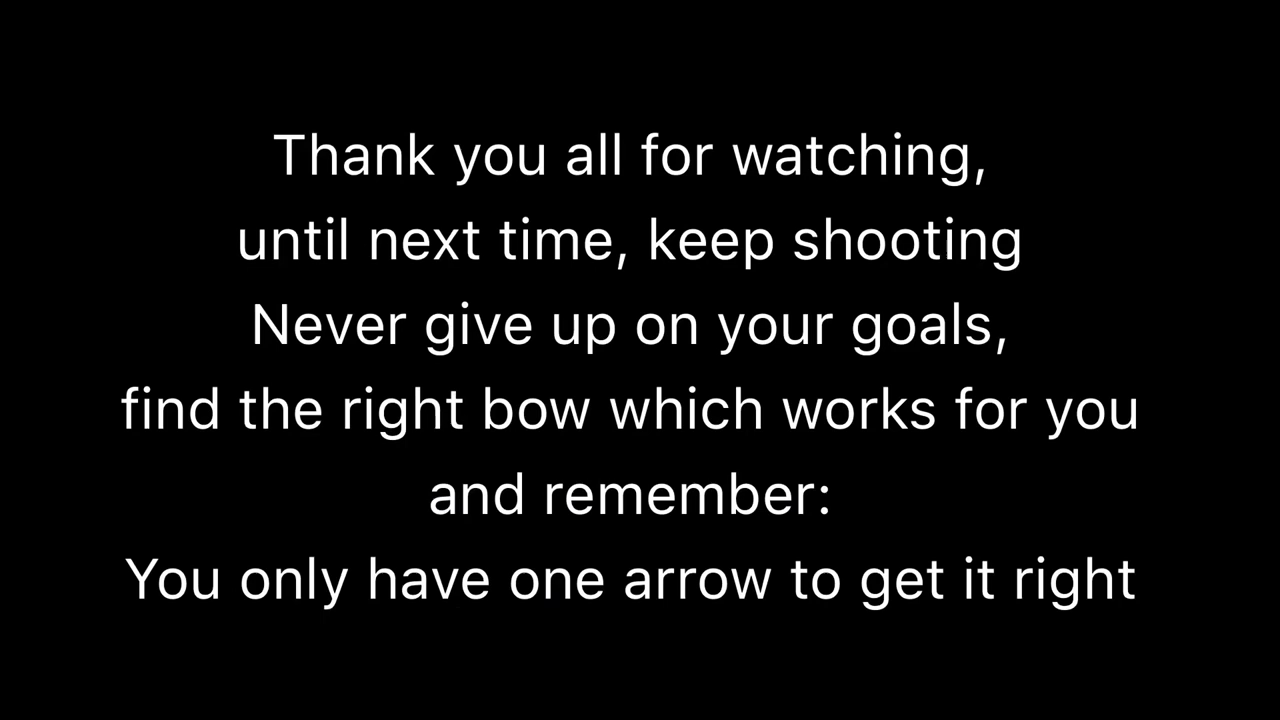 Thank you all for watching,
until next time, keep shooting
Never give up on your goals,
find the right bow which works for you
and remember:
You only have one arrow to get it right